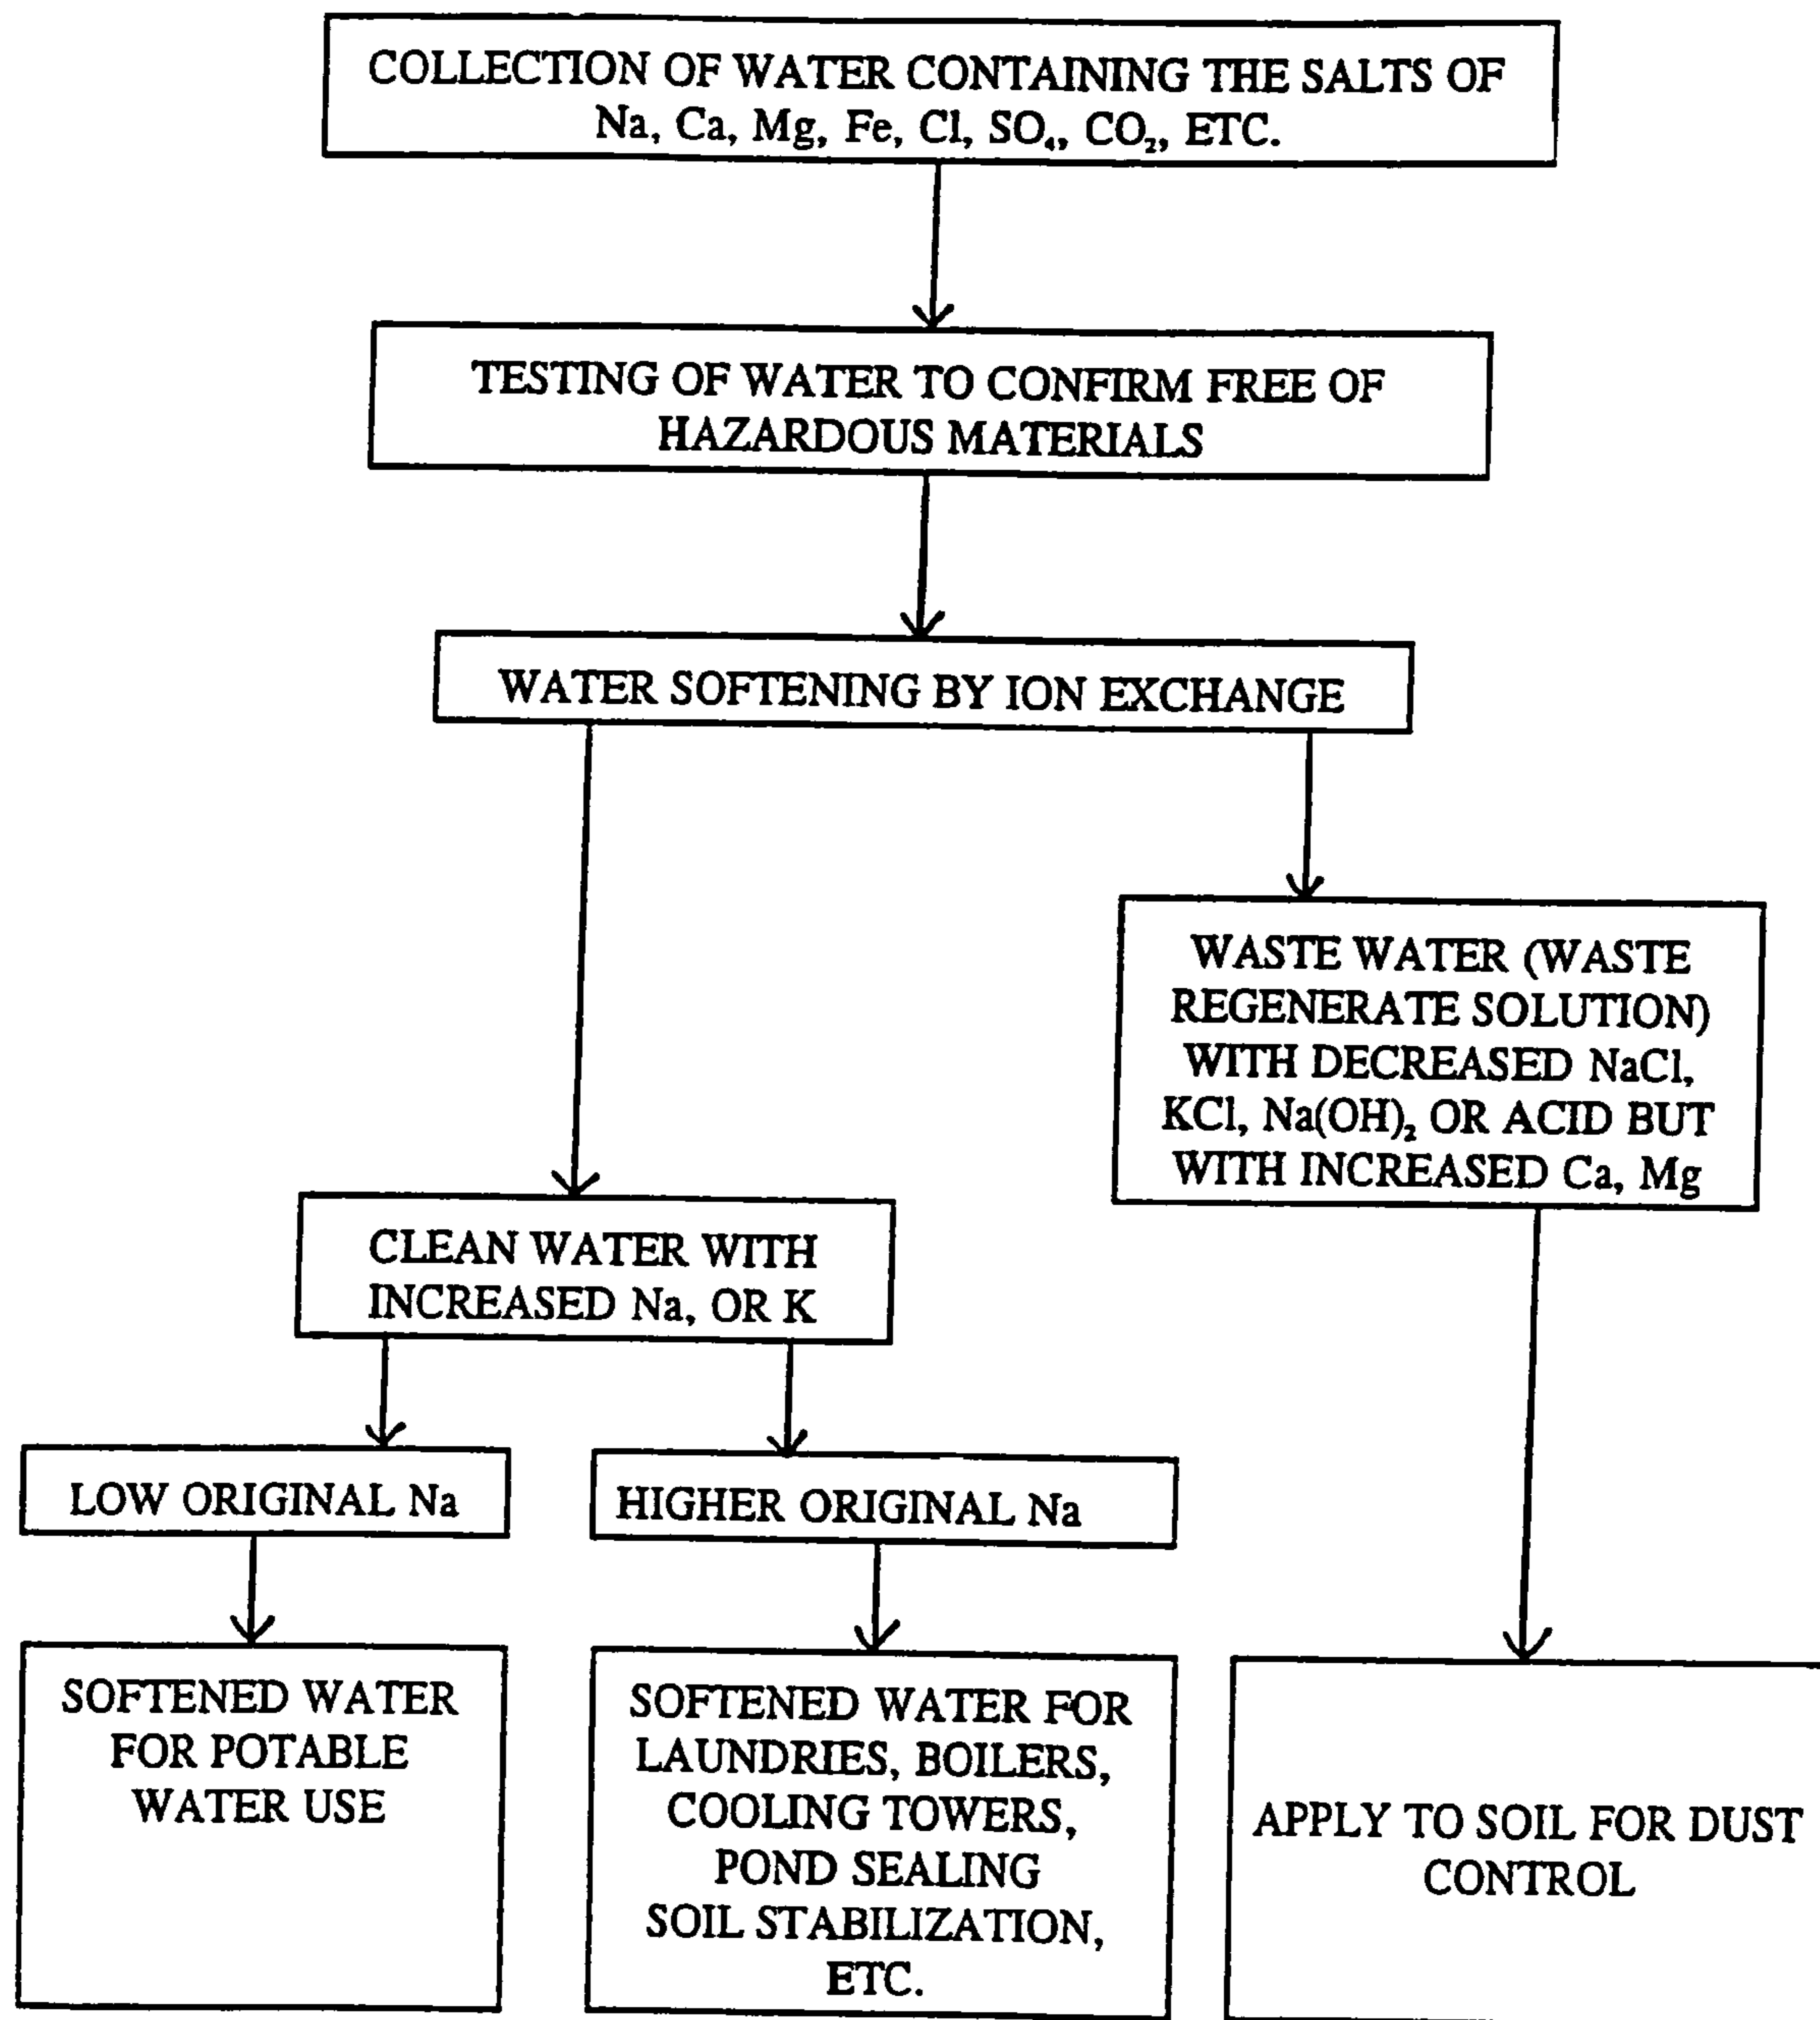 COLLECTION OF WATER CONTAINING THE SALTS OF
Na, Ca, Mg, Fe, Cl, SO₄, CO₂, ETC.
TESTING OF WATER TO CONFIRM FREE OF
HAZARDOUS MATERIALS
WATER SOFTENING BY ION EXCHANGE
WASTE WATER (WASTE
REGENERATE SOLUTION)
WITH DECREASED NaCl,
KCl, Na(OH)₂ OR ACID BUT
WITH INCREASED Ca, Mg
CLEAN WATER WITH
INCREASED Na, OR K
LOW ORIGINAL Na
HIGHER ORIGINAL Na
SOFTENED WATER
FOR POTABLE
WATER USE
SOFTENED WATER FOR
LAUNDRIES, BOILERS,
COOLING TOWERS,
POND SEALING
SOIL STABILIZATION,
ETC.
APPLY TO SOIL FOR DUST
CONTROL